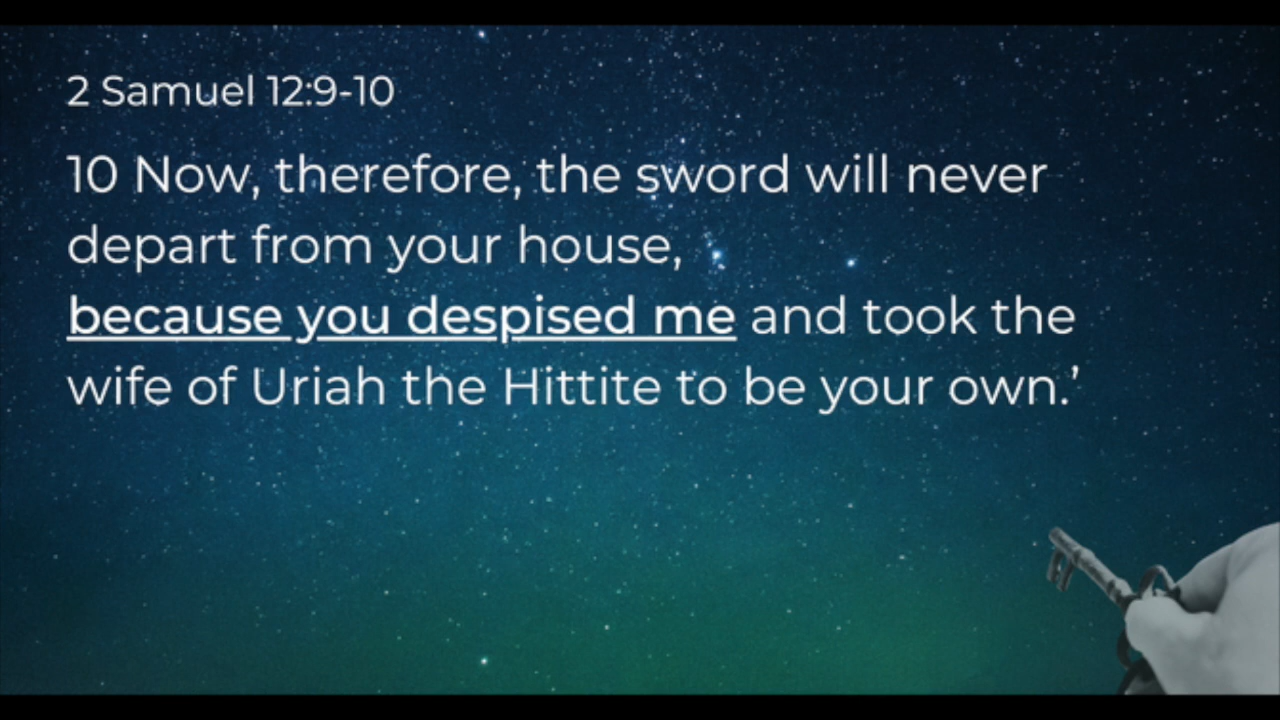 2 Samuel 12:9-10
10 Now, therefore, the sword will never
depart from your house,
because you despised me and took the
wife of Uriah the Hittite to be your own.’